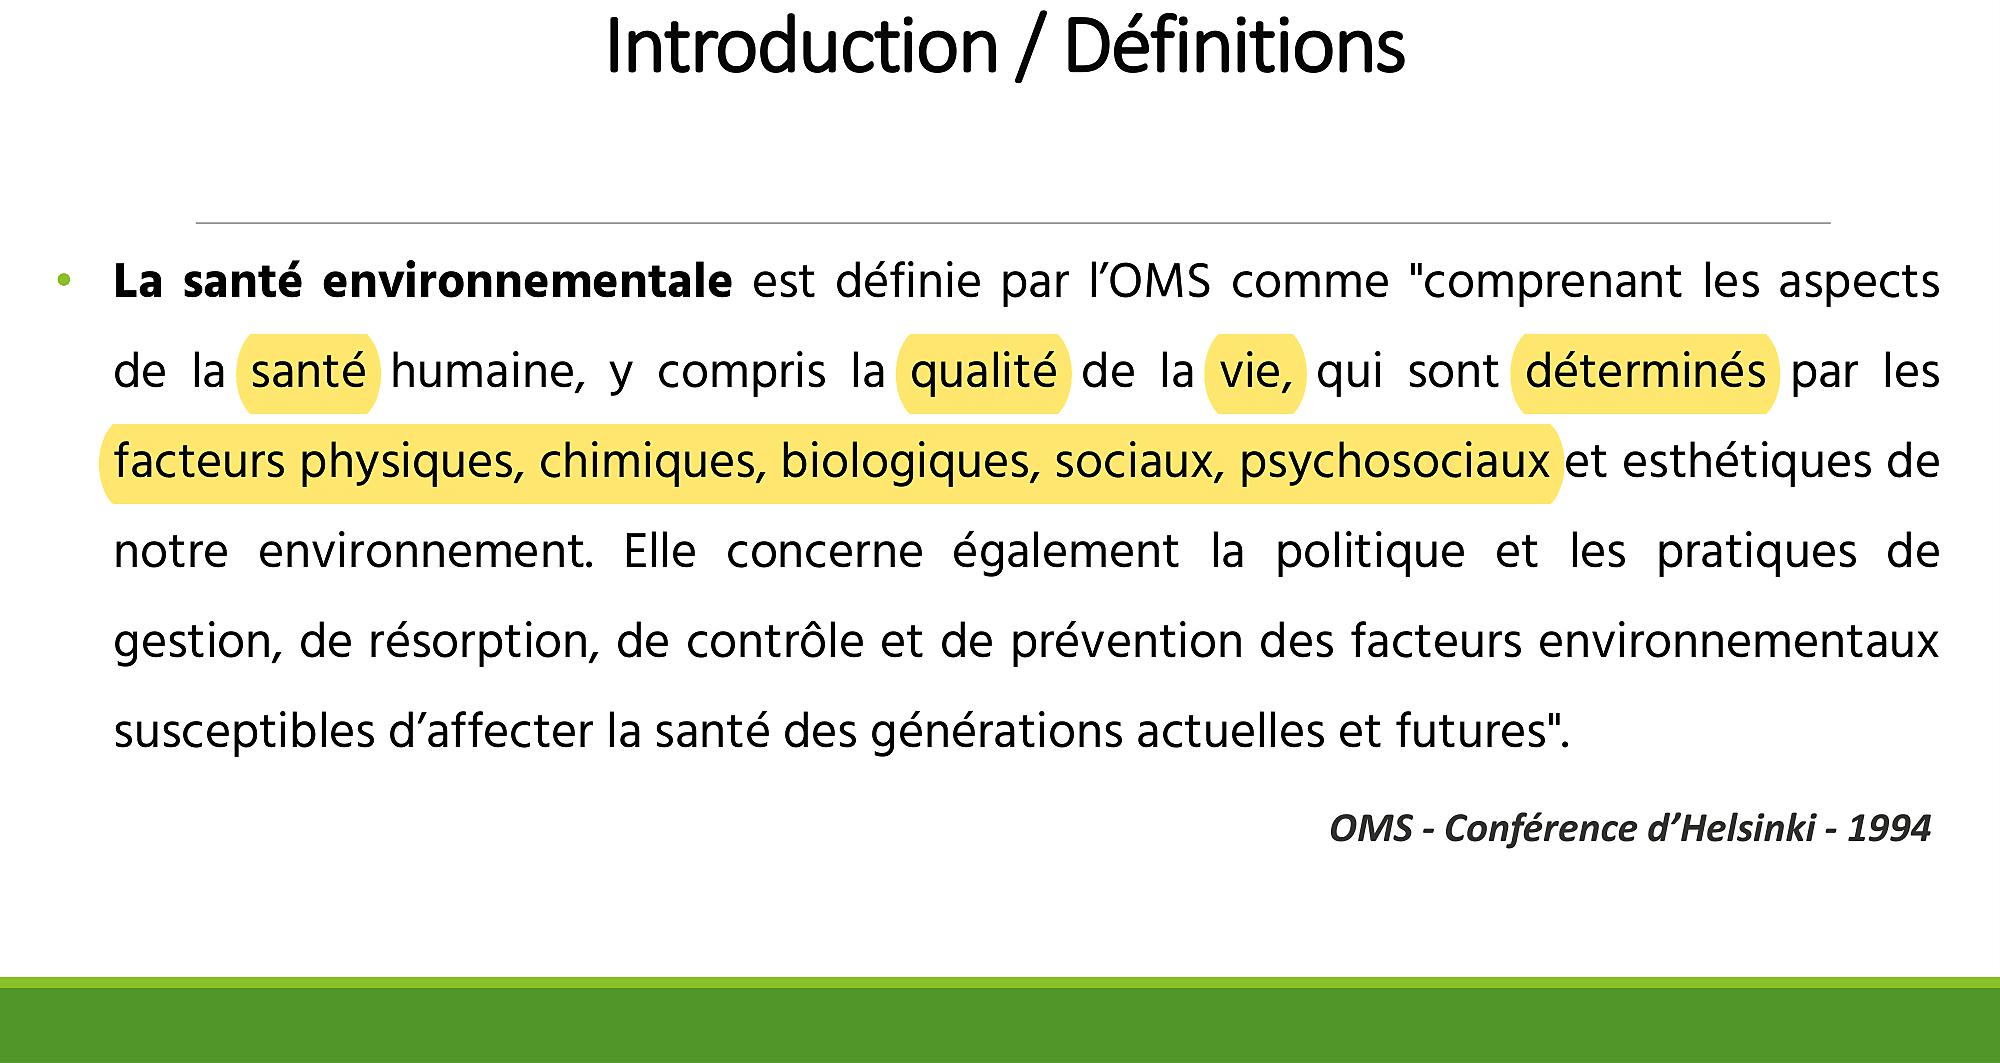 Introduction / Définitions
• La santé environnementale est définie par l’OMS comme "comprenant les aspects
de la santé humaine, y compris la qualité de la vie, qui sont déterminés par les
facteurs physiques, chimiques, biologiques, sociaux, psychosociaux et esthétiques de
notre environnement. Elle concerne également la politique et les pratiques de
gestion, de résorption, de contrôle et de prévention des facteurs environnementaux
susceptibles d’affecter la santé des générations actuelles et futures".
OMS - Conférence d’Helsinki - 1994